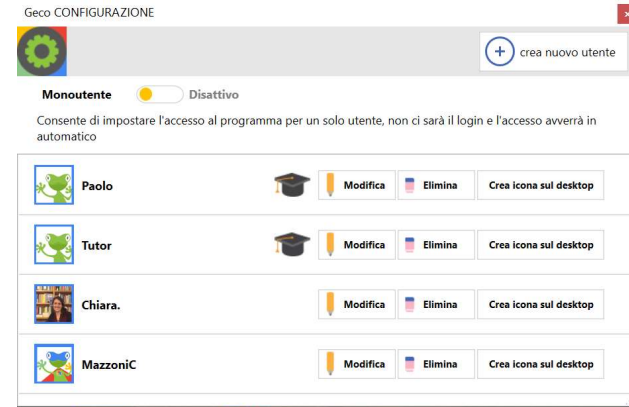 Geco CONFIGURAZIONE
crea nuovo utente
Monoutente Disattivo
Consente di impostare l'accesso al programma per un solo utente, non ci sarà il login e l'accesso avverrà in
automatico
Paolo Modifica Elimina Crea icona sul desktop
Tutor Modifica Elimina Crea icona sul desktop
Chiara. Modifica Elimina Crea icona sul desktop
MazzoniC Modifica Elimina Crea icona sul desktop